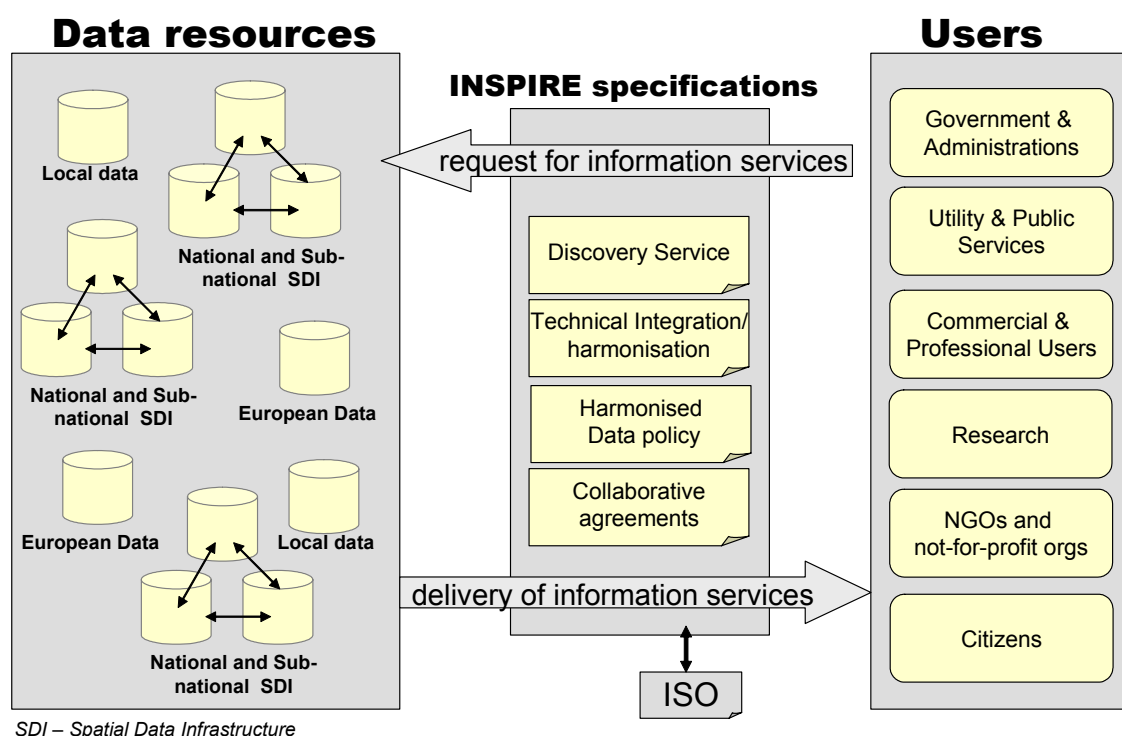 Data resources
Users
INSPIRE specifications
Local data
National and Sub-
national SDI
National and Sub-
national SDI
European Data
European Data
Local data
National and Sub-
national SDI
request for information services
Discovery Service
Technical Integration/
harmonisation
Harmonised
Data policy
Collaborative
agreements
delivery of information services
ISO
Government &
Administrations
Utility & Public
Services
Commercial &
Professional Users
Research
NGOs and
not-for-profit orgs
Citizens
SDI – Spatial Data Infrastructure